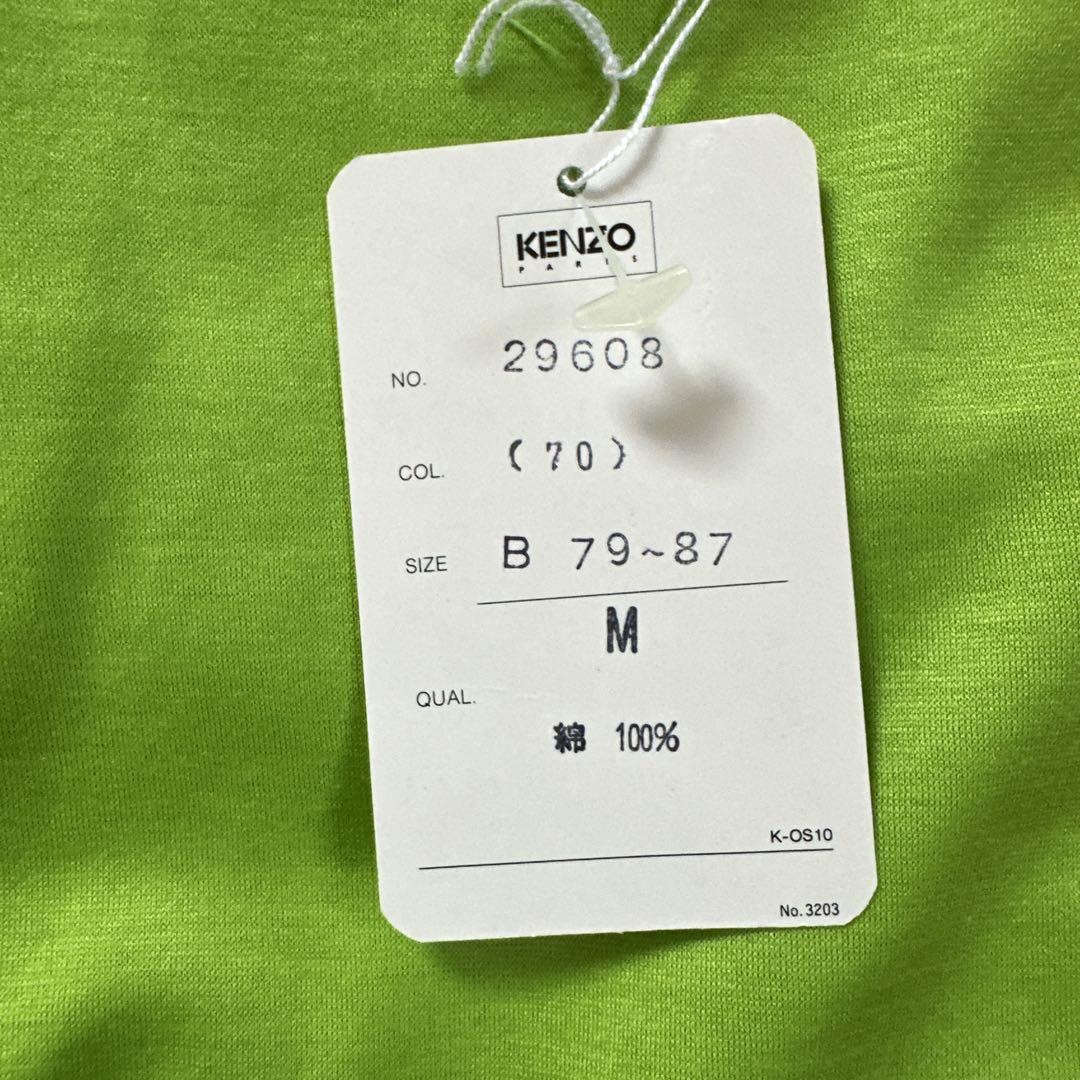 KENZO
PARIS
NO. 29608
COL. (70)
SIZE B 79~87
M
QUAL.
綿 100%
K-OS10
No.3203